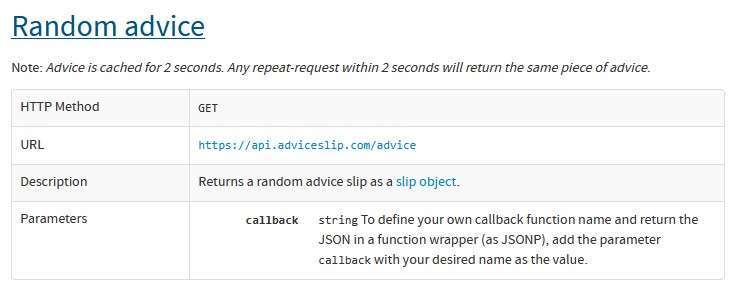 Random advice
Note: Advice is cached for 2 seconds. Any repeat-request within 2 seconds will return the same piece of advice.
HTTP Method GET
URL https://api.adviceslip.com/advice
Description Returns a random advice slip as a slip object.
Parameters callback string To define your own callback function name and return the
JSON in a function wrapper (as JSONP), add the parameter
callback with your desired name as the value.